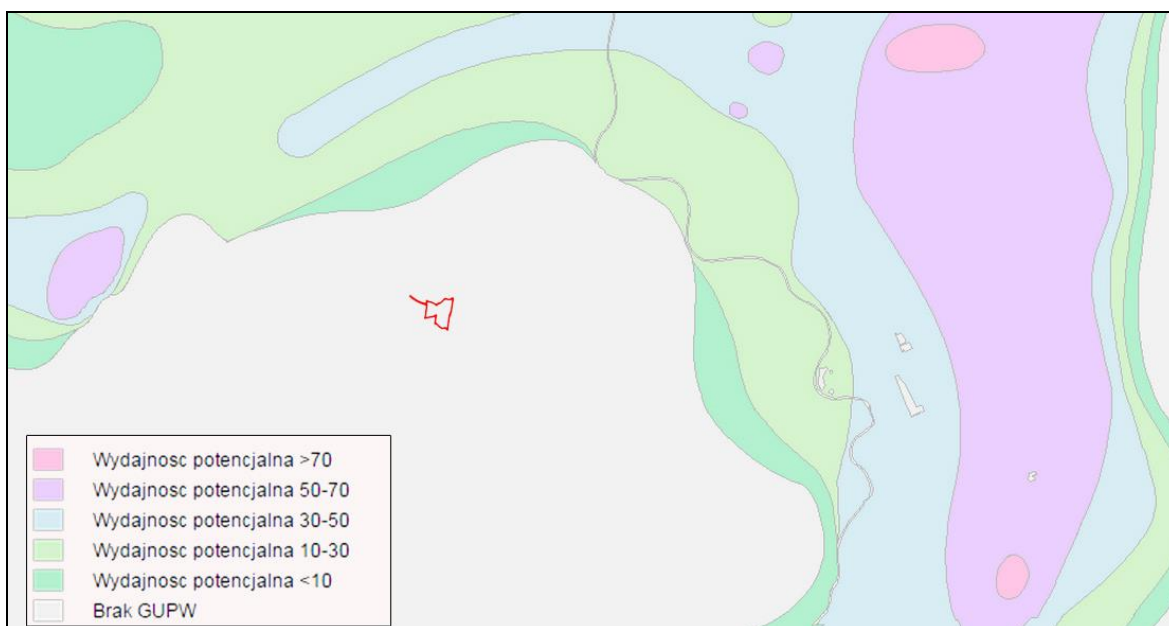 Wydajnosc potencjalna >70
Wydajnosc potencjalna 50-70
Wydajnosc potencjalna 30-50
Wydajnosc potencjalna 10-30
Wydajnosc potencjalna <10
Brak GUPW